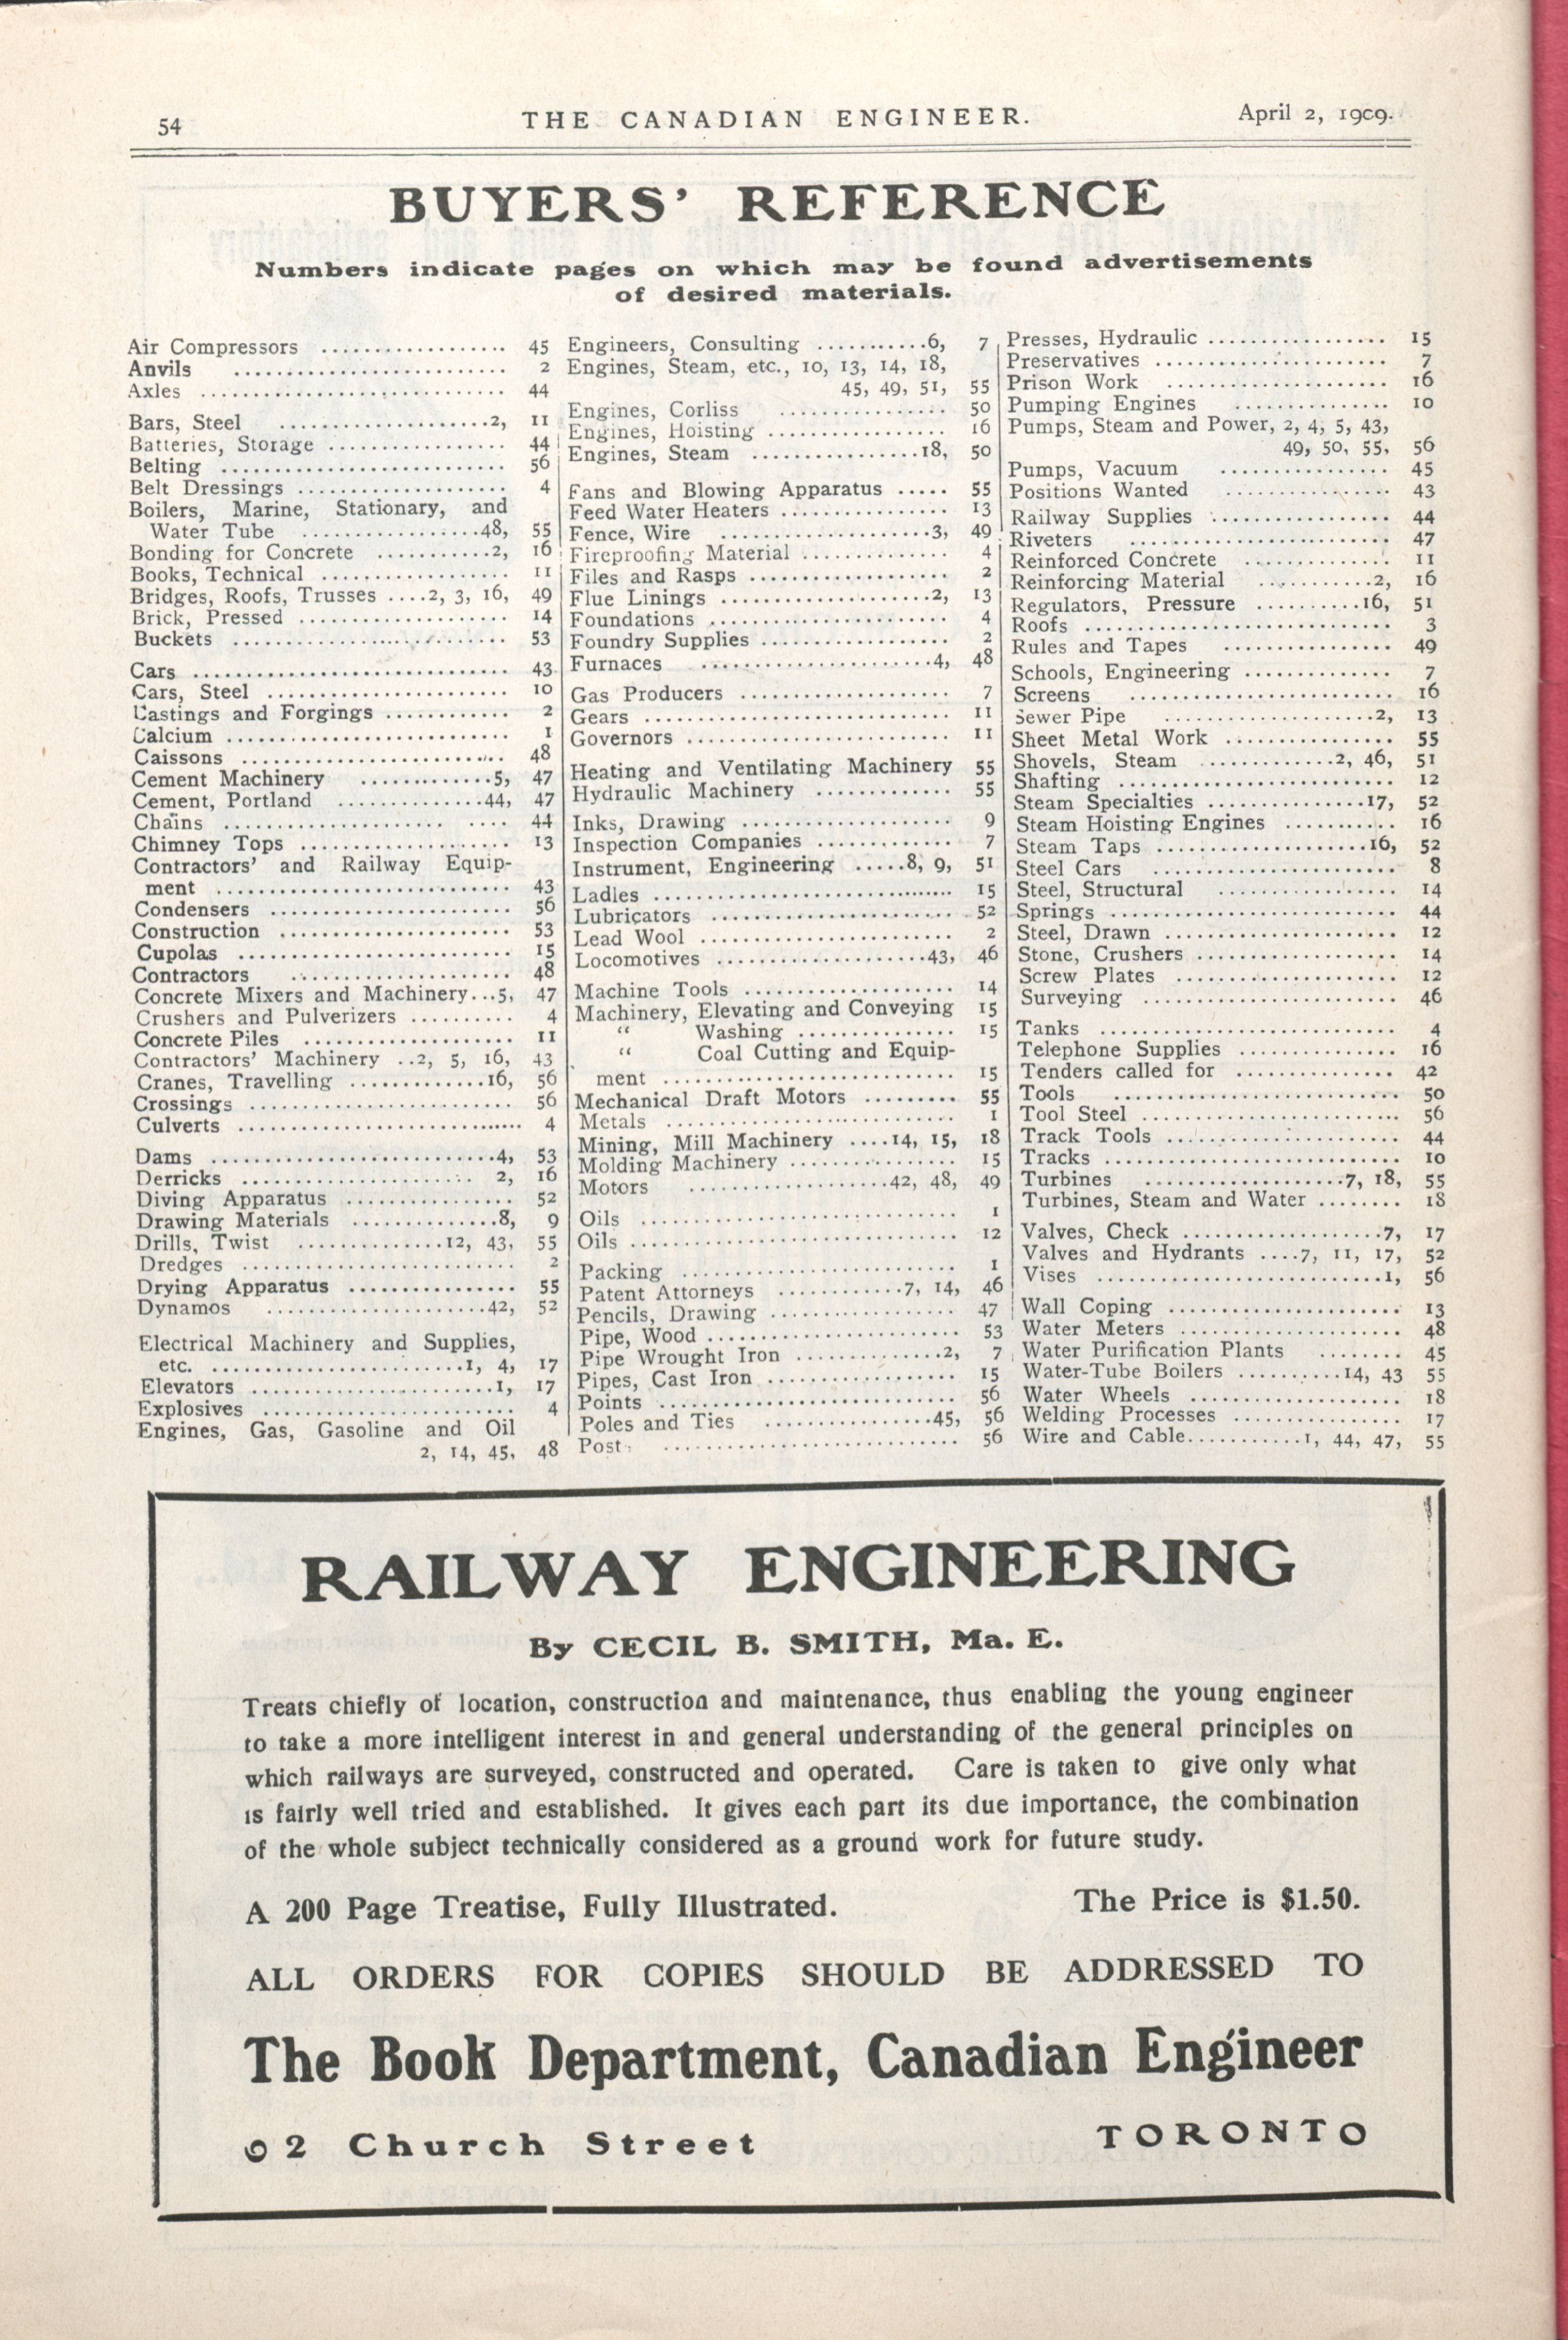 54
THE CANADIAN ENGINEER.
April 2, 1909.
BUYERS' REFERENCE
Numbers indicate pages on which may be found advertisements
of desired materials.
Air Compressors .................. 45
Anvils .......................... 2
Axles ............................. 44
Bars, Steel ....................2, 11
Batteries, Storage ................. 44
Belting ........................... 56
Belt Dressings .................... 4
Boilers, Marine, Stationary, and
Water Tube .................48, 55
Bonding for Concrete ...........2, 16
Books, Technical .................. 11
Bridges, Roofs, Trusses ....2, 3, 16, 49
Brick, Pressed .................... 14
Buckets .......................... 53
Cars .............................. 43
Cars, Steel ....................... 10
Castings and Forgings ............ 2
Calcium ........................... 1
Caissons ......................... 48
Cement Machinery ............5, 47
Cement, Portland ..............44, 47
Chains ..................... .... 44
Chimney Tops .................... 13
Contractors' and Railway Equip-
ment ............................ 43
Condensers ....................... 56
Construction ...................... 53
Cupolas .......................... 15
Contractors ..................... 48
Concrete Mixers and Machinery...5, 47
Crushers and Pulverizers .......... 4
Concrete Piles .................... 11
Contractors' Machinery ..2, 5, 16, 43
Cranes, Travelling .............16, 56
Crossings ......................... 56
Culverts ........................... 4
Dams ...........................4, 53
Derricks ...................... 2, 16
Diving Apparatus ................ 52
Drawing Materials ..............8, 9
Drills, Twist ..............12, 43, 55
Dredges .......................... 2
Drying Apparatus ................ 55
Dynamos .....................42, 52
Electrical Machinery and Supplies,
etc. ........................1, 4, 17
Elevators .......................1, 17
Explosives ........................ 4
Engines, Gas, Gasoline and Oil
2, 14, 45, 48
Engineers, Consulting ...........6, 7
Engines, Steam, etc., 10, 13, 14, 18,
45, 49, 51, 55
Engines, Corliss ................ 50
Engines, Hoisting ................. 16
Engines, Steam ................18, 50
Fans and Blowing Apparatus ..... 55
Feed Water Heaters ................ 13
Fence, Wire ....................3, 49
Fireproofing Material .............. 4
Files and Rasps ................... 2
Flue Linings ....................2, 13
Foundations ....................... 4
Foundry Supplies .................. 2
Furnaces ......................4, 48
Gas Producers .................... 7
Gears ............................. 11
Governors ......................... 11
Heating and Ventilating Machinery 55
Hydraulic Machinery ............. 55
Inks, Drawing .................... 9
Inspection Companies ............. 7
Instrument, Engineering .....8, 9, 51
Ladles ............................. 15
Lubricators ....................... 52
Lead Wool ........................ 2
Locomotives ....................43, 46
Machine Tools .................... 14
Machinery, Elevating and Conveying 15
“ Washing ............... 15
“ Coal Cutting and Equip-
ment ............................ 15
Mechanical Draft Motors ......... 55
Metals ............................ 1
Mining, Mill Machinery ....14, 15, 18
Molding Machinery ................ 15
Motors ...................42, 48, 49
Oils .............................. 1
Oils ............................... 12
Packing .......................... 1
Patent Attorneys ............7, 14, 46
Pencils, Drawing .................. 47
Pipe, Wood ........................ 53
Pipe Wrought Iron ..............2, 7
Pipes, Cast Iron .................. 15
Points ............................. 56
Poles and Ties ................45, 56
Post ............................ 56
Presses, Hydraulic ................. 15
Preservatives ...................... 7
Prison Work ..................... 16
Pumping Engines ............... 10
Pumps, Steam and Power, 2, 4, 5, 43,
49, 50, 55, 56
Pumps, Vacuum ................ 45
Positions Wanted ................ 43
Railway Supplies ................. 44
Riveters ......................... 47
Reinforced Concrete .............. 11
Reinforcing Material ...........2, 16
Regulators, Pressure ..........16, 51
Roofs ............................. 3
Rules and Tapes ................ 49
Schools, Engineering .............. 7
Screens ......................... 16
Sewer Pipe ....................2, 13
Sheet Metal Work ................ 55
Shovels, Steam .............2, 46, 51
Shafting .......................... 12
Steam Specialties ...............17, 52
Steam Hoisting Engines ........... 16
Steam Taps ....................16, 52
Steel Cars ....................... 8
Steel, Structural ................. 14
Springs ........................... 44
Steel, Drawn ...................... 12
Stone, Crushers ................... 14
Screw Plates ..................... 12
Surveying ........................ 46
Tanks ............................ 4
Telephone Supplies ............... 16
Tenders called for ............... 42
Tools ........................... 50
Tool Steel ........................ 56
Track Tools ...................... 44
Tracks ............................ 10
Turbines ...................7, 18, 55
Turbines, Steam and Water ........ 18
Valves, Check ...................7, 17
Valves and Hydrants ....7, 11, 17, 52
Vises ...........................1, 56
Wall Coping ...................... 13
Water Meters ..................... 48
Water Purification Plants ........ 45
Water-Tube Boilers ..........14, 43 55
Water Wheels .................... 18
Welding Processes ................ 17
Wire and Cable...........1, 44, 47, 55
RAILWAY ENGINEERING
By CECIL B. SMITH, Ma. E.
Treats chiefly of location, construction and maintenance, thus enabling the young engineer
to take a more intelligent interest in and general understanding of the general principles on
which railways are surveyed, constructed and operated. Care is taken to give only what
is fairly well tried and established. It gives each part its due importance, the combination
of the whole subject technically considered as a ground work for future study.
A 200 Page Treatise, Fully Illustrated. The Price is $1.50.
ALL ORDERS FOR COPIES SHOULD BE ADDRESSED TO
The Book Department, Canadian Engineer
62 Church Street TORONTO